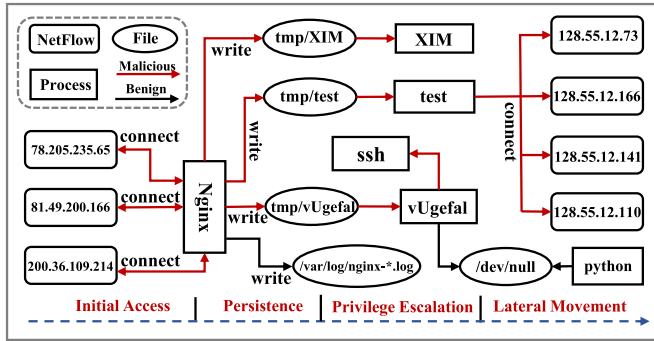 NetFlow
File
Process
Malicious
Benign
tmp/XIM
XIM
write
tmp/test
test
write
78.205.235.65
connect
81.49.200.166
connect
200.36.109.214
connect
Nginx
ssh
write
tmp/vUgefal
vUgefal
write
/var/log/nginx-*.log
/dev/null
python
connect
128.55.12.73
128.55.12.166
128.55.12.141
128.55.12.110
Initial Access
Persistence
Privilege Escalation
Lateral Movement